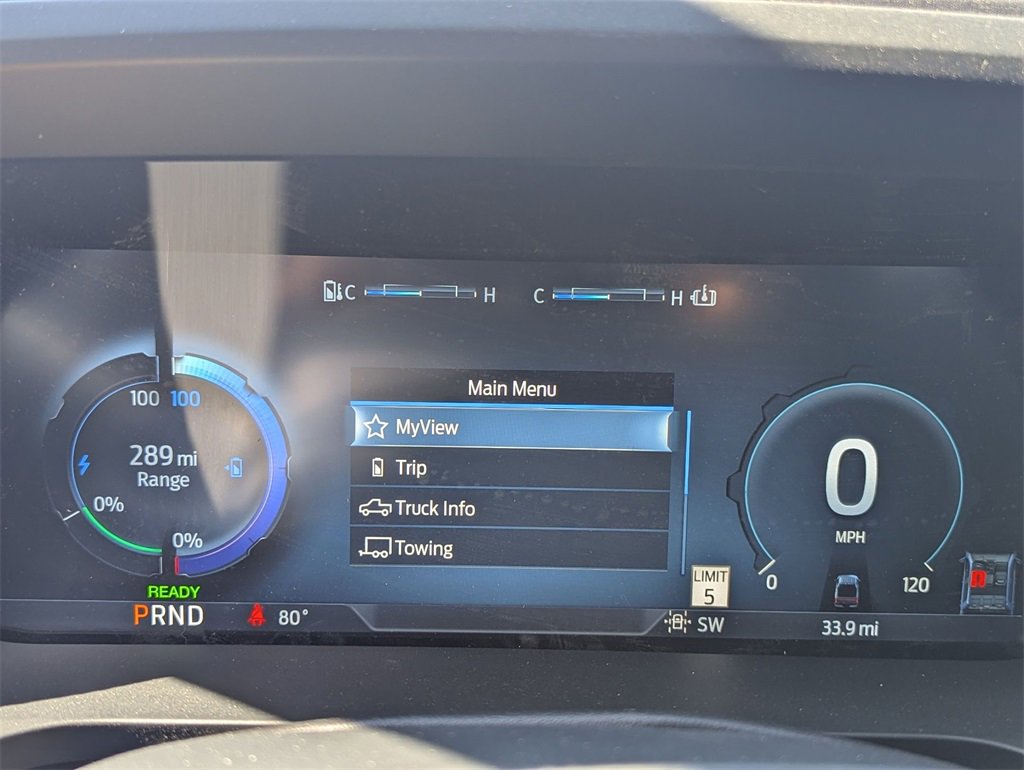 C H C H
100 100
289 mi
Range
0%
0%
READY
PRND
80°
Main Menu
MyView
Trip
Truck Info
Towing
LIMIT
5
SW
0
MPH
0 120
33.9 mi